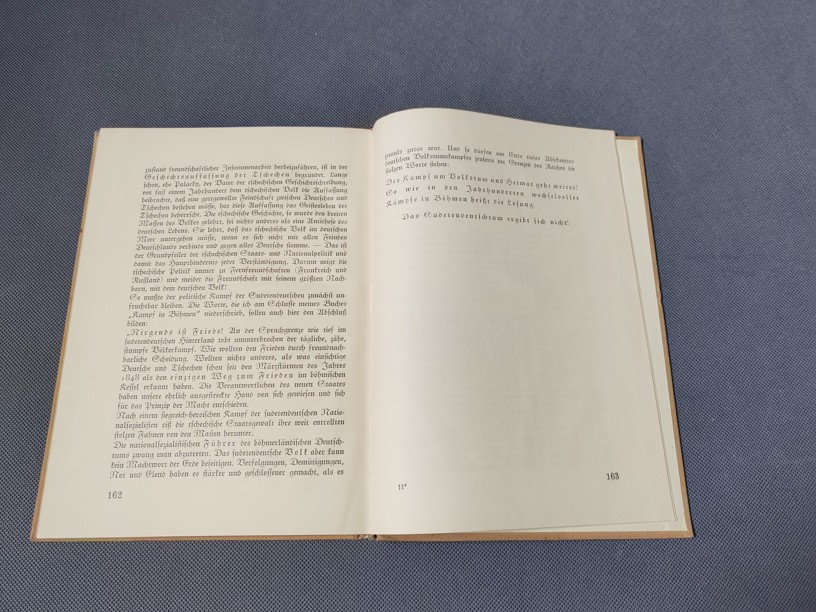 zustand freundschaftlicher Zusammenarbeit herbeizuführen, ist in der
Geschichtsauffassung der Tschechen begründet. Lange
schon, ehe Palacky, der Vater der tschechischen Geschichtschreibung,
vor fast einem Jahrhundert dem tschechischen Volk die Auffassung
beibrachte, daß eine gottgewollte Feindschaft zwischen Deutschen und
Tschechen bestehen müsse, hat diese Auffassung das Geistesleben der
Tschechen beherrscht. Die tschechische Geschichte, so wurde den breiten
Massen des Volkes gelehrt, sei nichts anderes als eine Antithese des
deutschen Lebens. Sie lehrt, daß das tschechische Volk im deutschen
Meer untergehen müsse, wenn es sich nicht mit allen Feinden
Deutschlands verbinde und gegen alles Deutsche stemme. — Das ist
der Grundpfeiler der tschechischen Staats- und Nationalpolitik und
damit das Haupthindernis jeder Verständigung. Darum neigt die
tschechische Politik immer zu Fernfreundschaften (Frankreich und
Rußland) und meidet die Freundschaft mit seinem größten Nach-
barn, mit dem deutschen Volk!
So mußte der politische Kampf der Sudetendeutschen zunächst un-
fruchtbar bleiben. Die Worte, die ich am Schlusse meines Buches
„Kampf in Böhmen" niederschrieb, sollen auch hier den Abschluß
bilden:
„Nirgends ist Friede! An der Sprachgrenze wie tief im
sudetendeutschen Hinterland tobt ununterbrochen der tägliche, zähe,
stumpfe Völkerkampf. Wir wollten den Frieden durch freundnach-
barliche Scheidung. Wollten nichts anderes, als was einsichtige
Deutsche und Tschechen schon seit den Märzstürmen des Jahres
1848 als den einzigen Weg zum Frieden im böhmischen
Kessel erkannt haben. Die Verantwortlichen des neuen Staates
haben unsere ehrlich ausgestreckte Hand von sich gewiesen und sich
für das Prinzip der Macht entschieden.
Nach einem siegreich-heroischen Kampf der sudetendeutschen Natio-
nalsozialisten riß die tschechische Staatsgewalt ihre weit entrollten
stolzen Fahnen von den Masten herunter.
Die nationalsozialistischen Führer des böhmerländischen Deutsch-
tums zwang man abzutreten. Das sudetendeutsche Volk aber kann
kein Machtwort der Erde beseitigen. Verfolgungen, Demütigungen,
Not und Elend haben es stärker und geschlossener gemacht, als es
162
jemals zuvor war. Und so dürfen am Ende dieses Abschnittes
deutschen Volkstumskampfes jenseits der Grenzen des Reiches die
stolzen Worte stehen:
Der Kampf um Volkstum und Heimat geht weiter!
So wie in den Jahrhunderten wechselvoller
Kämpfe in Böhmen heißt die Losung:
Das Sudetendeutschtum ergibt sich nicht!
11*
163